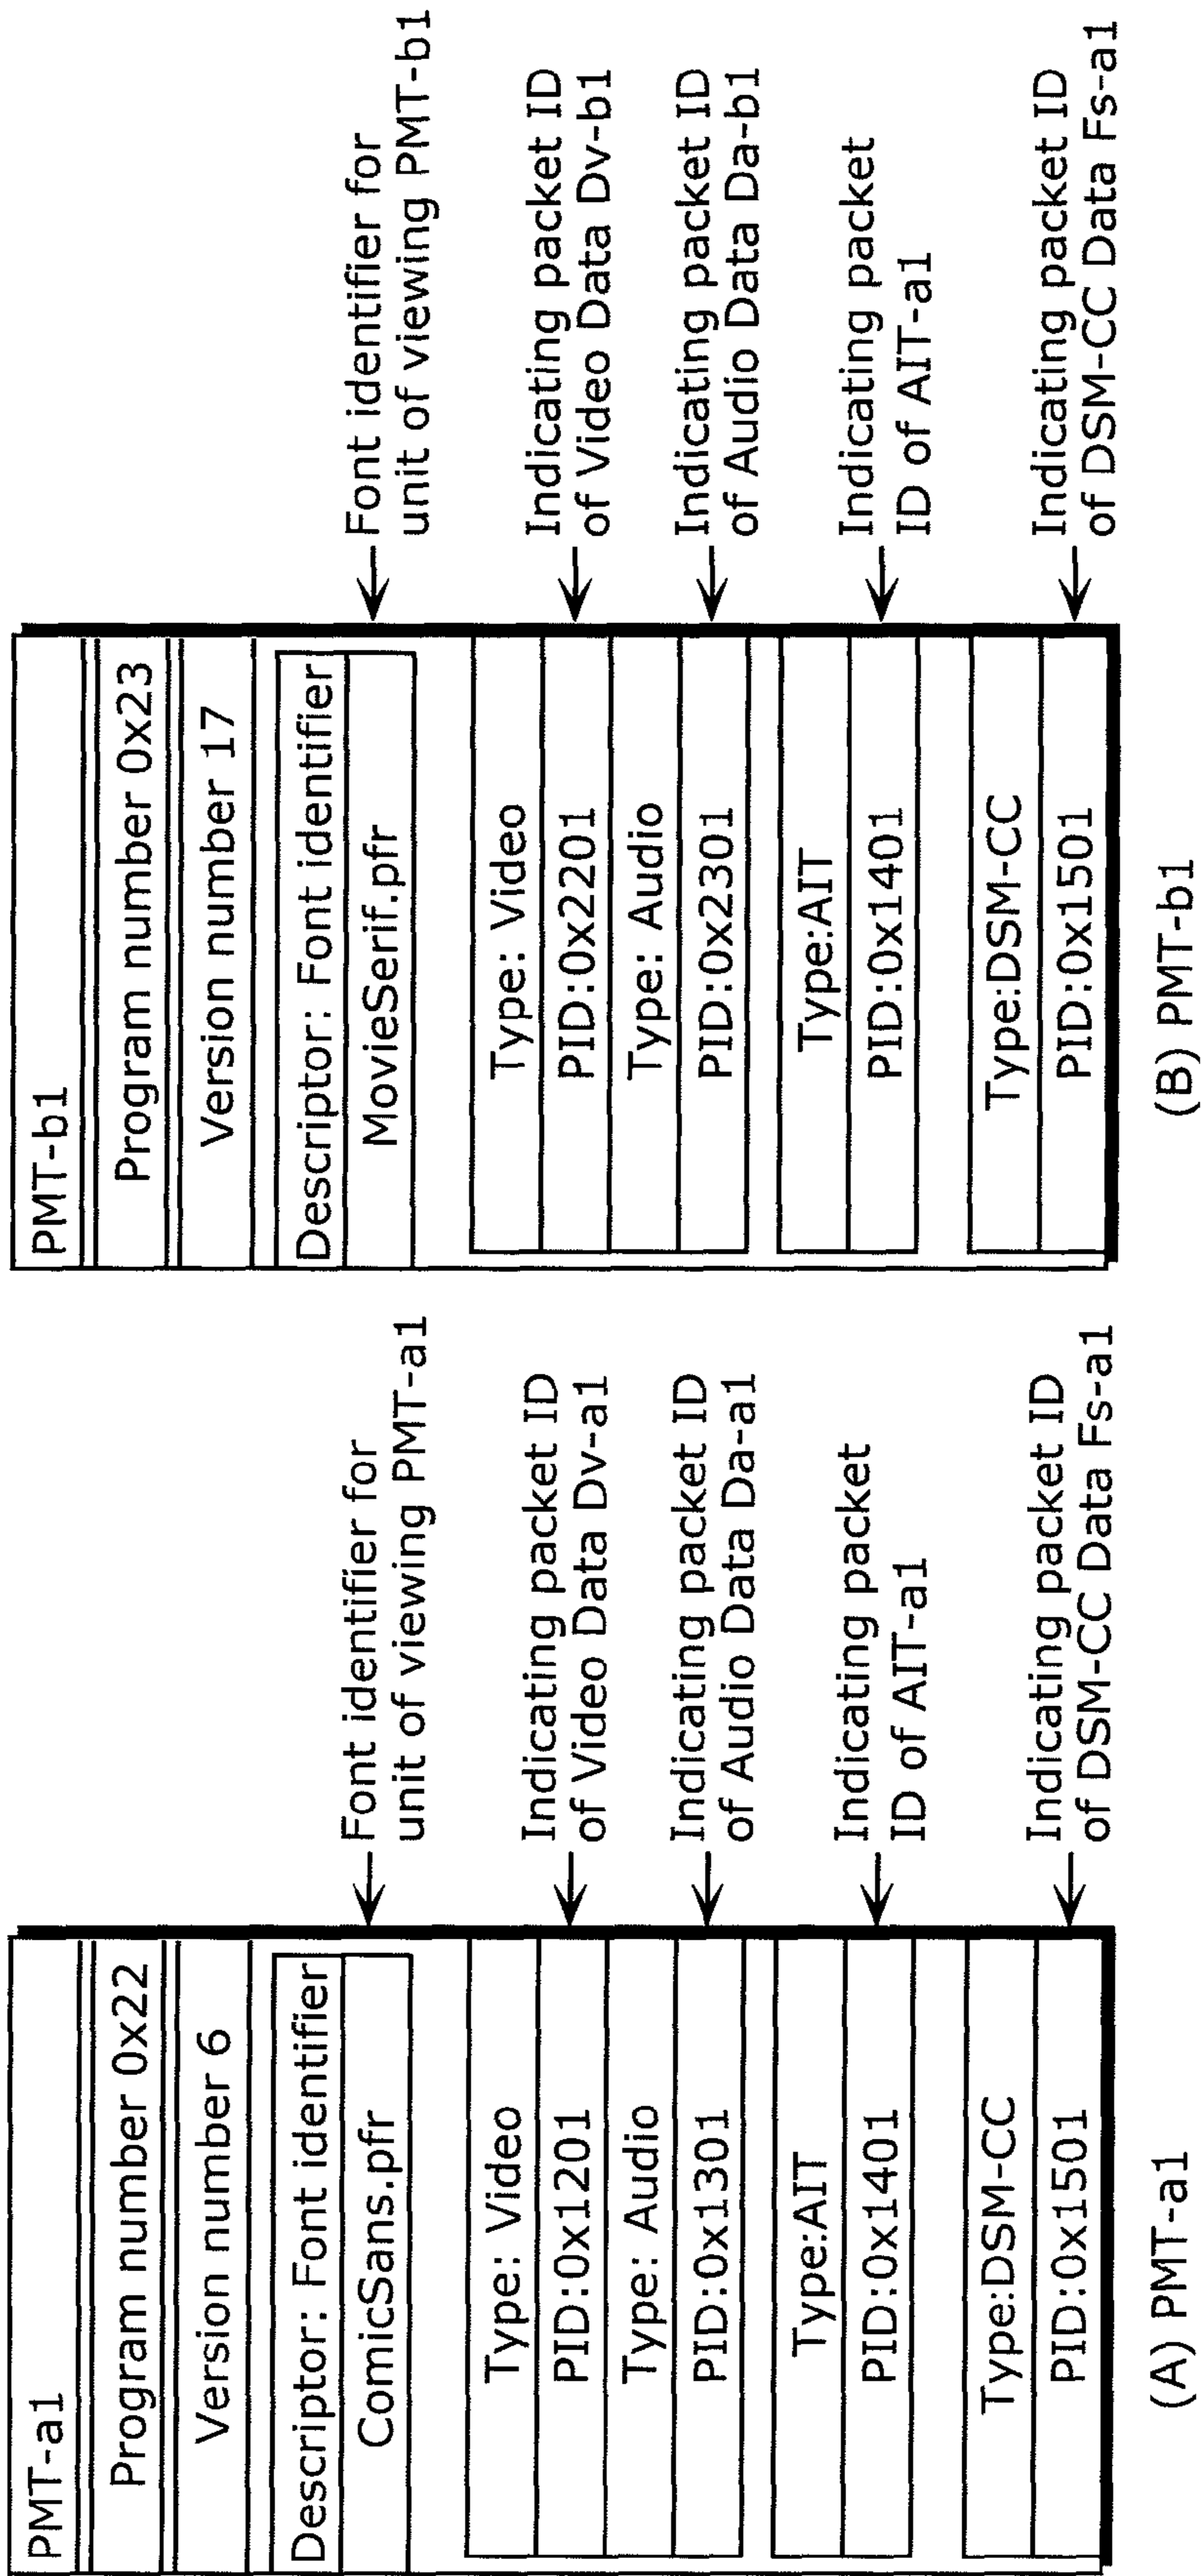 PMT-a1
Program number 0x22
Version number 6
Descriptor: Font identifier
ComicSans.pfr
Type: Video
PID:0x1201
Type: Audio
PID:0x1301
Type:AIT
PID:0x1401
Type:DSM-CC
PID:0x1501
Font identifier for
unit of viewing PMT-a1
Indicating packet ID
of Video Data Dv-a1
Indicating packet ID
of Audio Data Da-a1
Indicating packet
ID of AIT-a1
Indicating packet ID
of DSM-CC Data Fs-a1
(A) PMT-a1
PMT-b1
Program number 0x23
Version number 17
Descriptor: Font identifier
MovieSerif.pfr
Type: Video
PID:0x2201
Type: Audio
PID:0x2301
Type:AIT
PID:0x1401
Type:DSM-CC
PID:0x1501
Font identifier for
unit of viewing PMT-b1
Indicating packet ID
of Video Data Dv-b1
Indicating packet ID
of Audio Data Da-b1
Indicating packet
ID of AIT-a1
Indicating packet ID
of DSM-CC Data Fs-a1
(B) PMT-b1